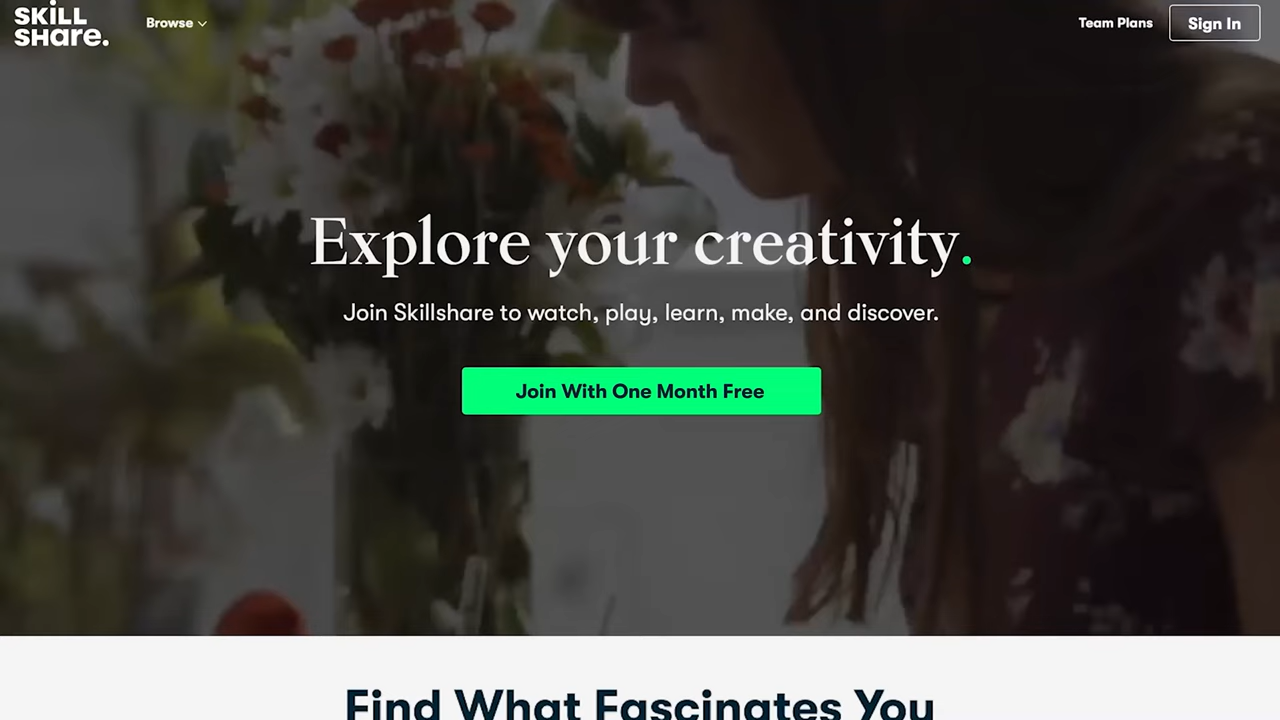 SKiLL
SHare.
Browse
Team Plans
Sign In
Explore your creativity.
Join Skillshare to watch, play, learn, make, and discover.
Join With One Month Free
Find What Fascinates You